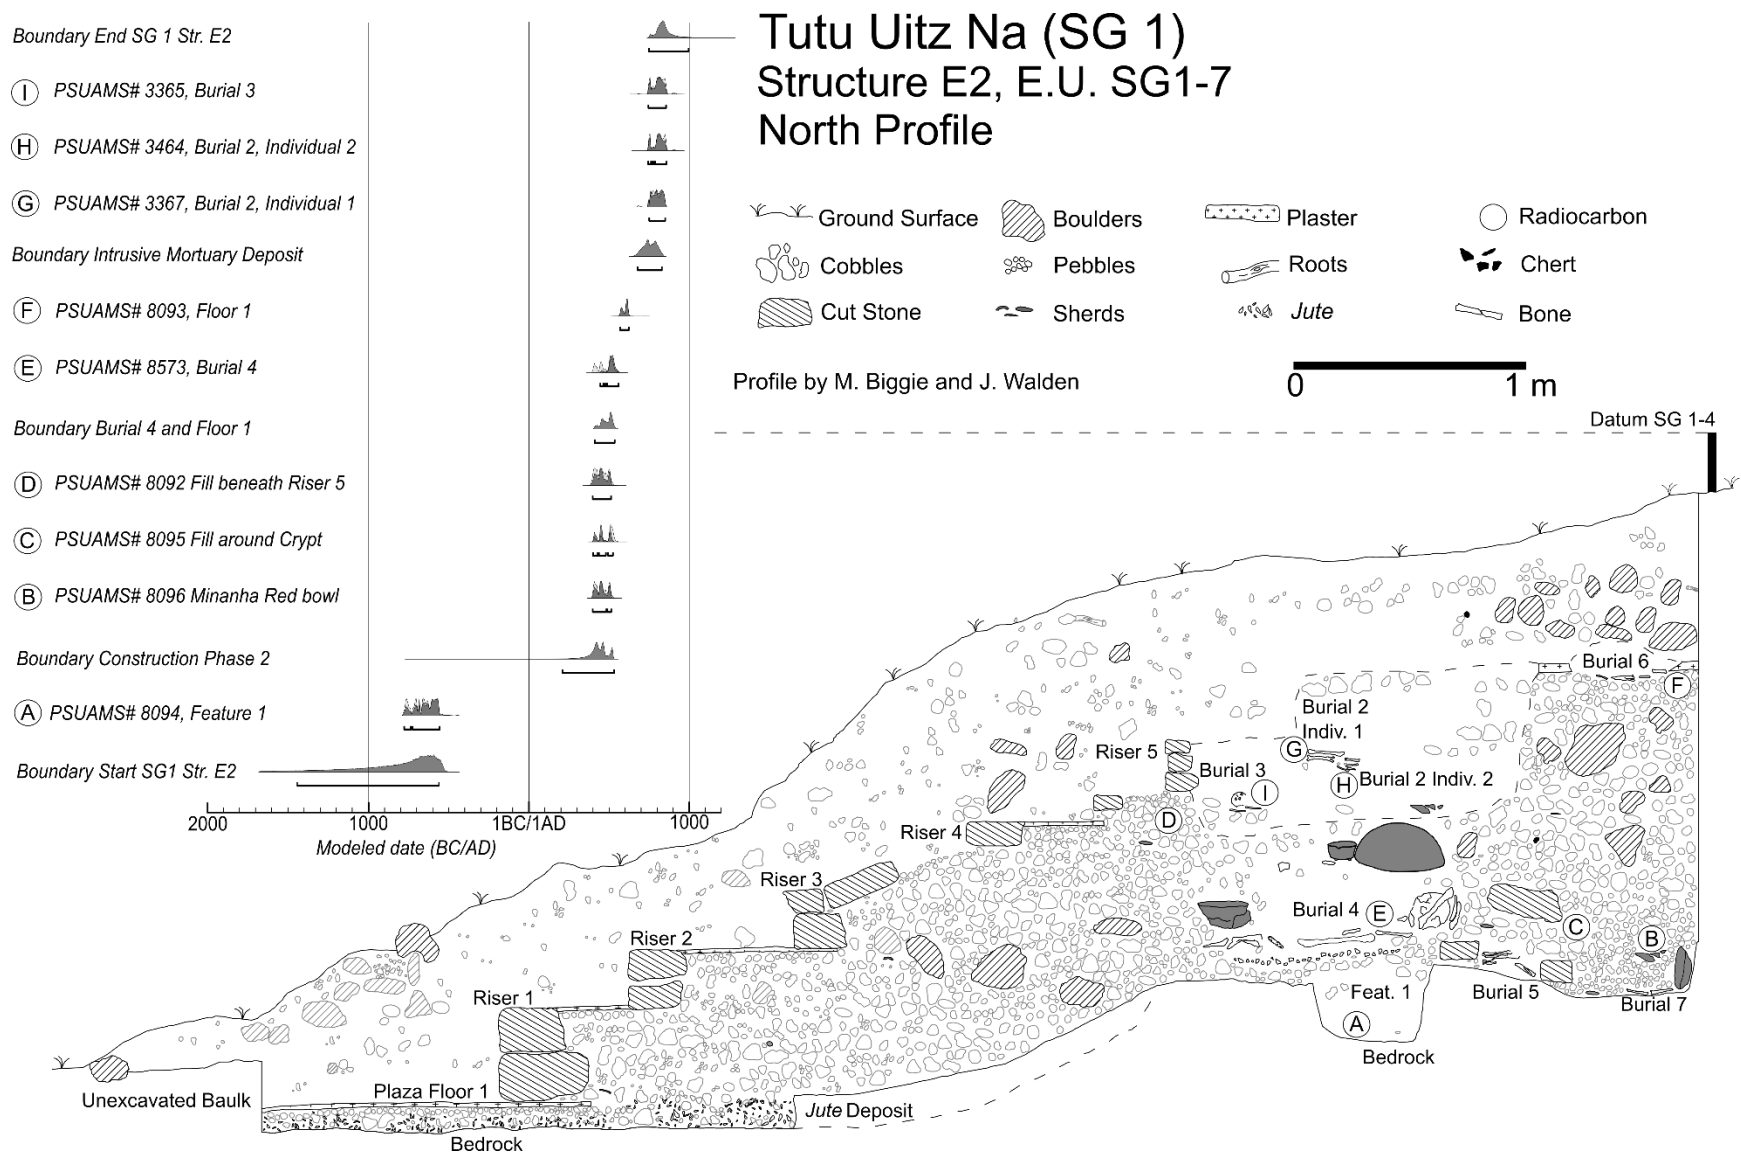 Tutu Uitz Na (SG 1)
Structure E2, E.U. SG1-7
North Profile
Boundary End SG 1 Str. E2
I PSUAMS# 3365, Burial 3
H PSUAMS# 3464, Burial 2, Individual 2
G PSUAMS# 3367, Burial 2, Individual 1
Boundary Intrusive Mortuary Deposit
F PSUAMS# 8093, Floor 1
E PSUAMS# 8573, Burial 4
Boundary Burial 4 and Floor 1
D PSUAMS# 8092 Fill beneath Riser 5
C PSUAMS# 8095 Fill around Crypt
B PSUAMS# 8096 Minanha Red bowl
Boundary Construction Phase 2
A PSUAMS# 8094, Feature 1
Boundary Start SG1 Str. E2
2000 1000 1BC/1AD 1000
Modeled date (BC/AD)
Ground Surface Boulders Plaster Radiocarbon
Cobbles Pebbles Roots Chert
Cut Stone Sherds Jute Bone
Profile by M. Biggie and J. Walden
0 1 m
Datum SG 1-4
Burial 6
F
Burial 2
Indiv. 1
G
Riser 5
Burial 3
I
H Burial 2 Indiv. 2
D
Riser 4
Riser 3
Burial 4 E
C
B
Riser 2
Riser 1
Feat. 1
A
Burial 5
Burial 7
Bedrock
Plaza Floor 1
Unexcavated Baulk
Jute Deposit
Bedrock